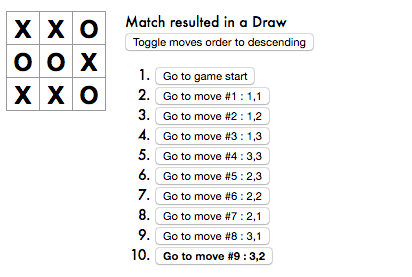 X X O
O O X
X X O
Match resulted in a Draw
Toggle moves order to descending
1. Go to game start
2. Go to move #1 : 1,1
3. Go to move #2 : 1,2
4. Go to move #3 : 1,3
5. Go to move #4 : 3,3
6. Go to move #5 : 2,3
7. Go to move #6 : 2,2
8. Go to move #7 : 2,1
9. Go to move #8 : 3,1
10. Go to move #9 : 3,2